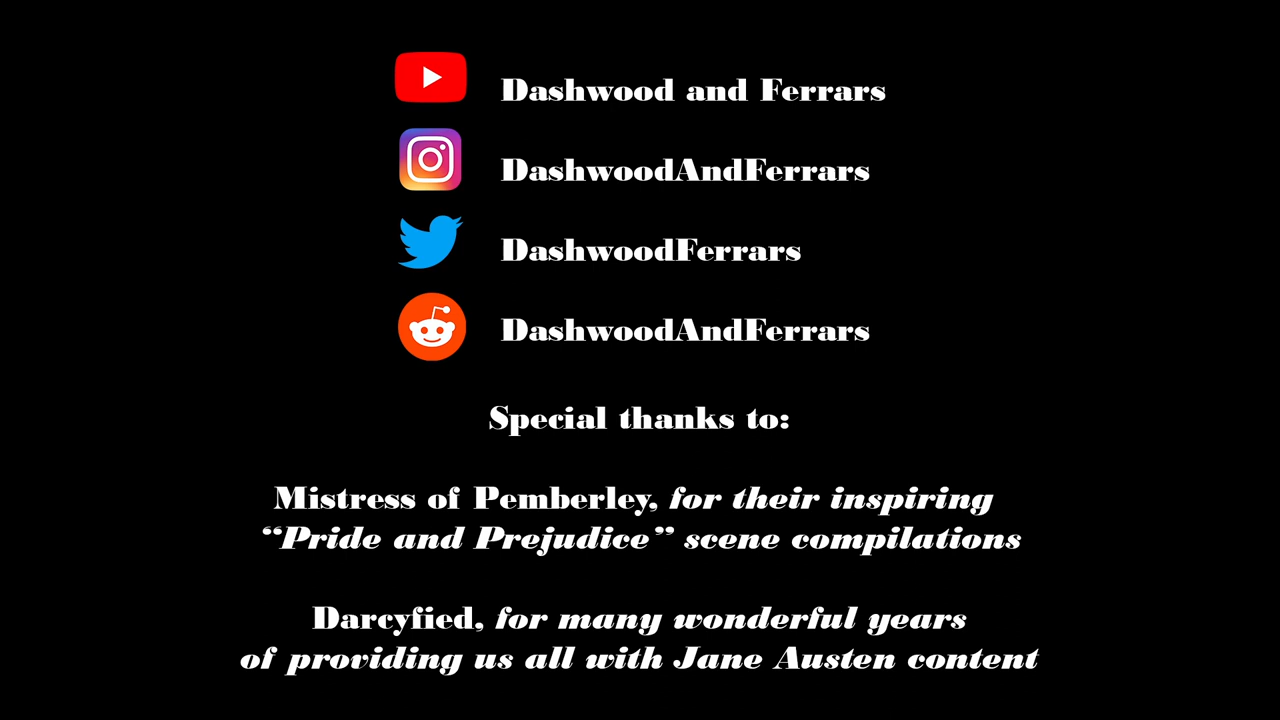 Dashwood and Ferrars
DashwoodAndFerrars
DashwoodFerrars
DashwoodAndFerrars
Special thanks to:
Mistress of Pemberley, for their inspiring
“Pride and Prejudice” scene compilations
Darcyfied, for many wonderful years
of providing us all with Jane Austen content